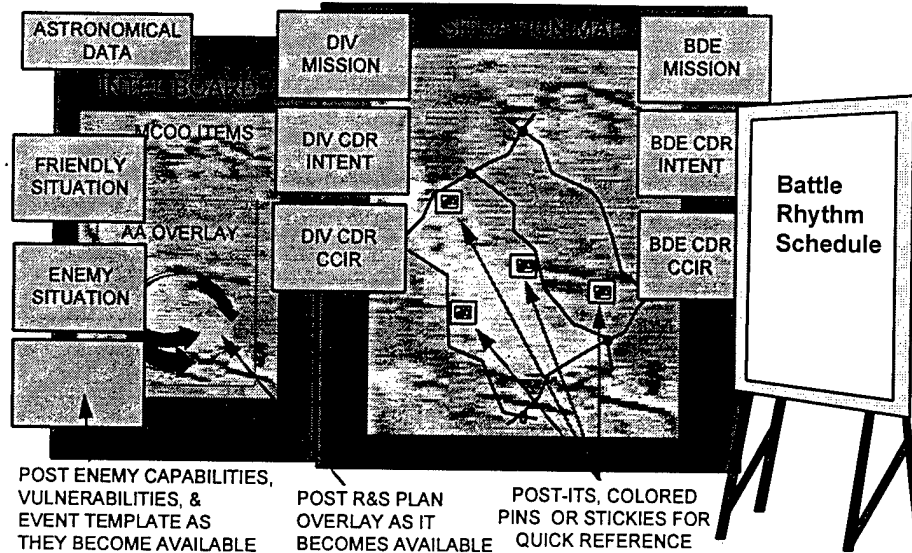 ASTRONOMICAL
DATA
INTEL BOARD
MCOO ITEMS
FRIENDLY
SITUATION
AA OVERLAY
ENEMY
SITUATION
DIV
MISSION
DIV CDR
INTENT
DIV CDR
CCIR
SITUATION MAP
BDE
MISSION
BDE CDR
INTENT
BDE CDR
CCIR
Battle
Rhythm
Schedule
POST ENEMY CAPABILITIES,
VULNERABILITIES, &
EVENT TEMPLATE AS
THEY BECOME AVAILABLE
POST R&S PLAN
OVERLAY AS IT
BECOMES AVAILABLE
POST-ITS, COLORED
PINS OR STICKIES FOR
QUICK REFERENCE